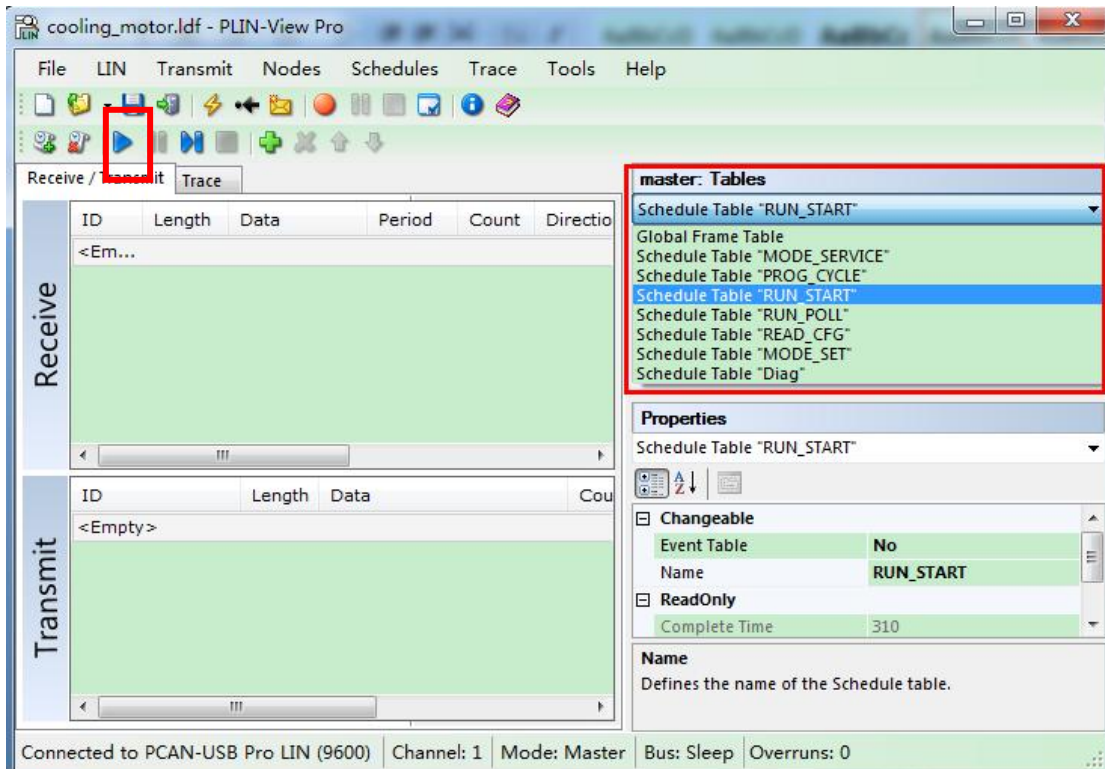 cooling_motor.ldf - PLIN-View Pro
File LIN Transmit Nodes Schedules Trace Tools Help
Receive / Transmit Trace
ID Length Data Period Count Directio
<Em...
Receive
ID Length Data Cou
<Empty>
Transmit
master: Tables
Schedule Table "RUN_START"
Global Frame Table
Schedule Table "MODE_SERVICE"
Schedule Table "PROG_CYCLE"
Schedule Table "RUN_START"
Schedule Table "RUN_POLL"
Schedule Table "READ_CFG"
Schedule Table "MODE_SET"
Schedule Table "Diag"
Properties
Schedule Table "RUN_START"
Changeable
Event Table No
Name RUN_START
ReadOnly
Complete Time 310
Name
Defines the name of the Schedule table.
Connected to PCAN-USB Pro LIN (9600) Channel: 1 Mode: Master Bus: Sleep Overruns: 0